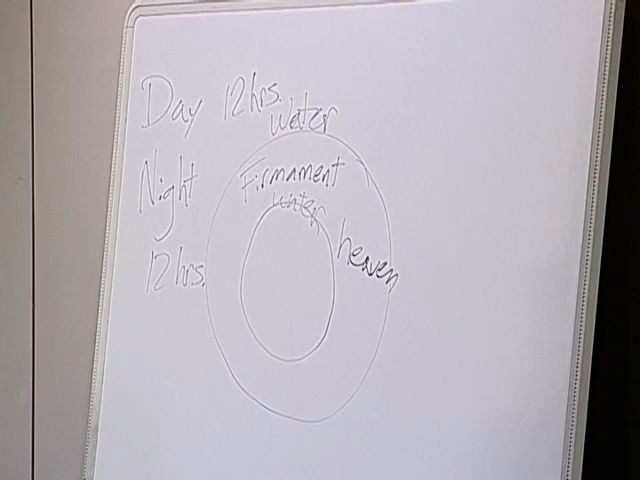 Day 12hrs.
Water
Night
Firmament
water
heaven
12hrs.